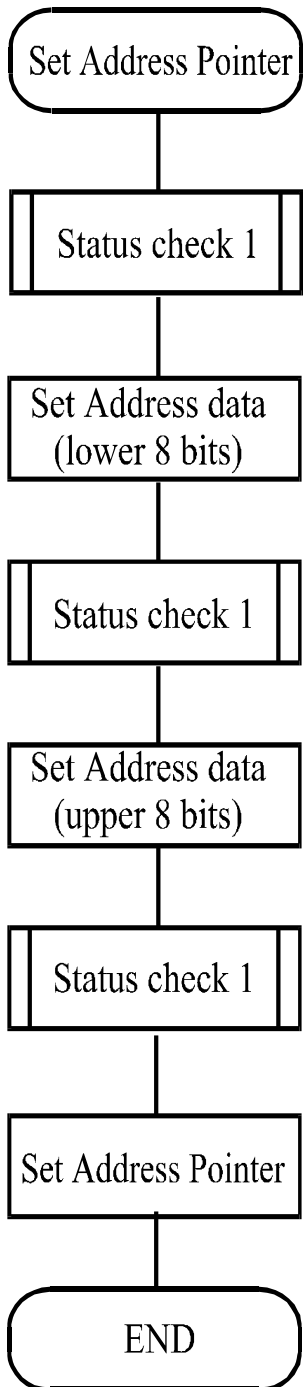 Set Address Pointer
Status check 1
Set Address data
(lower 8 bits)
Status check 1
Set Address data
(upper 8 bits)
Status check 1
Set Address Pointer
END